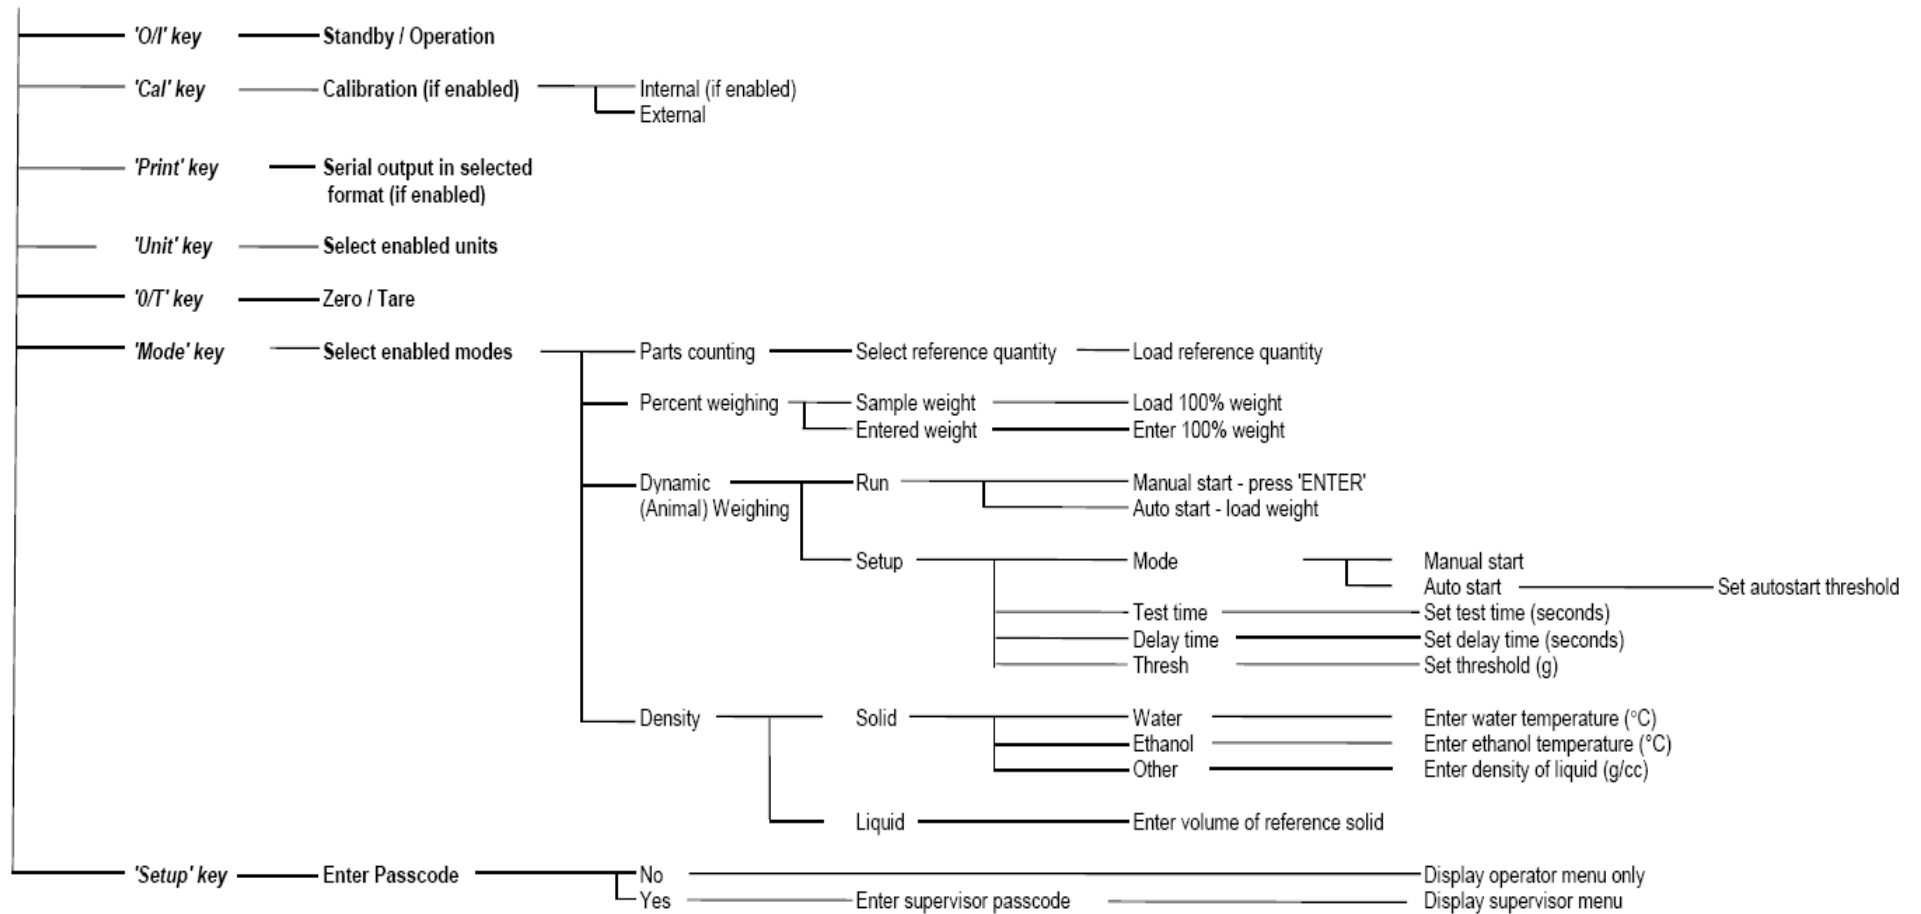 'O/I' key Standby / Operation
'Cal' key Calibration (if enabled) Internal (if enabled)
External
'Print' key Serial output in selected
format (if enabled)
'Unit' key Select enabled units
'0/T' key Zero / Tare
'Mode' key Select enabled modes Parts counting Select reference quantity Load reference quantity
Percent weighing Sample weight Load 100% weight
Entered weight Enter 100% weight
Dynamic Run Manual start - press 'ENTER'
(Animal) Weighing Auto start - load weight
Setup Mode Manual start
Auto start Set autostart threshold
Test time Set test time (seconds)
Delay time Set delay time (seconds)
Thresh Set threshold (g)
Density Solid Water Enter water temperature (°C)
Ethanol Enter ethanol temperature (°C)
Other Enter density of liquid (g/cc)
Liquid Enter volume of reference solid
'Setup' key Enter Passcode No Display operator menu only
Yes Enter supervisor passcode Display supervisor menu